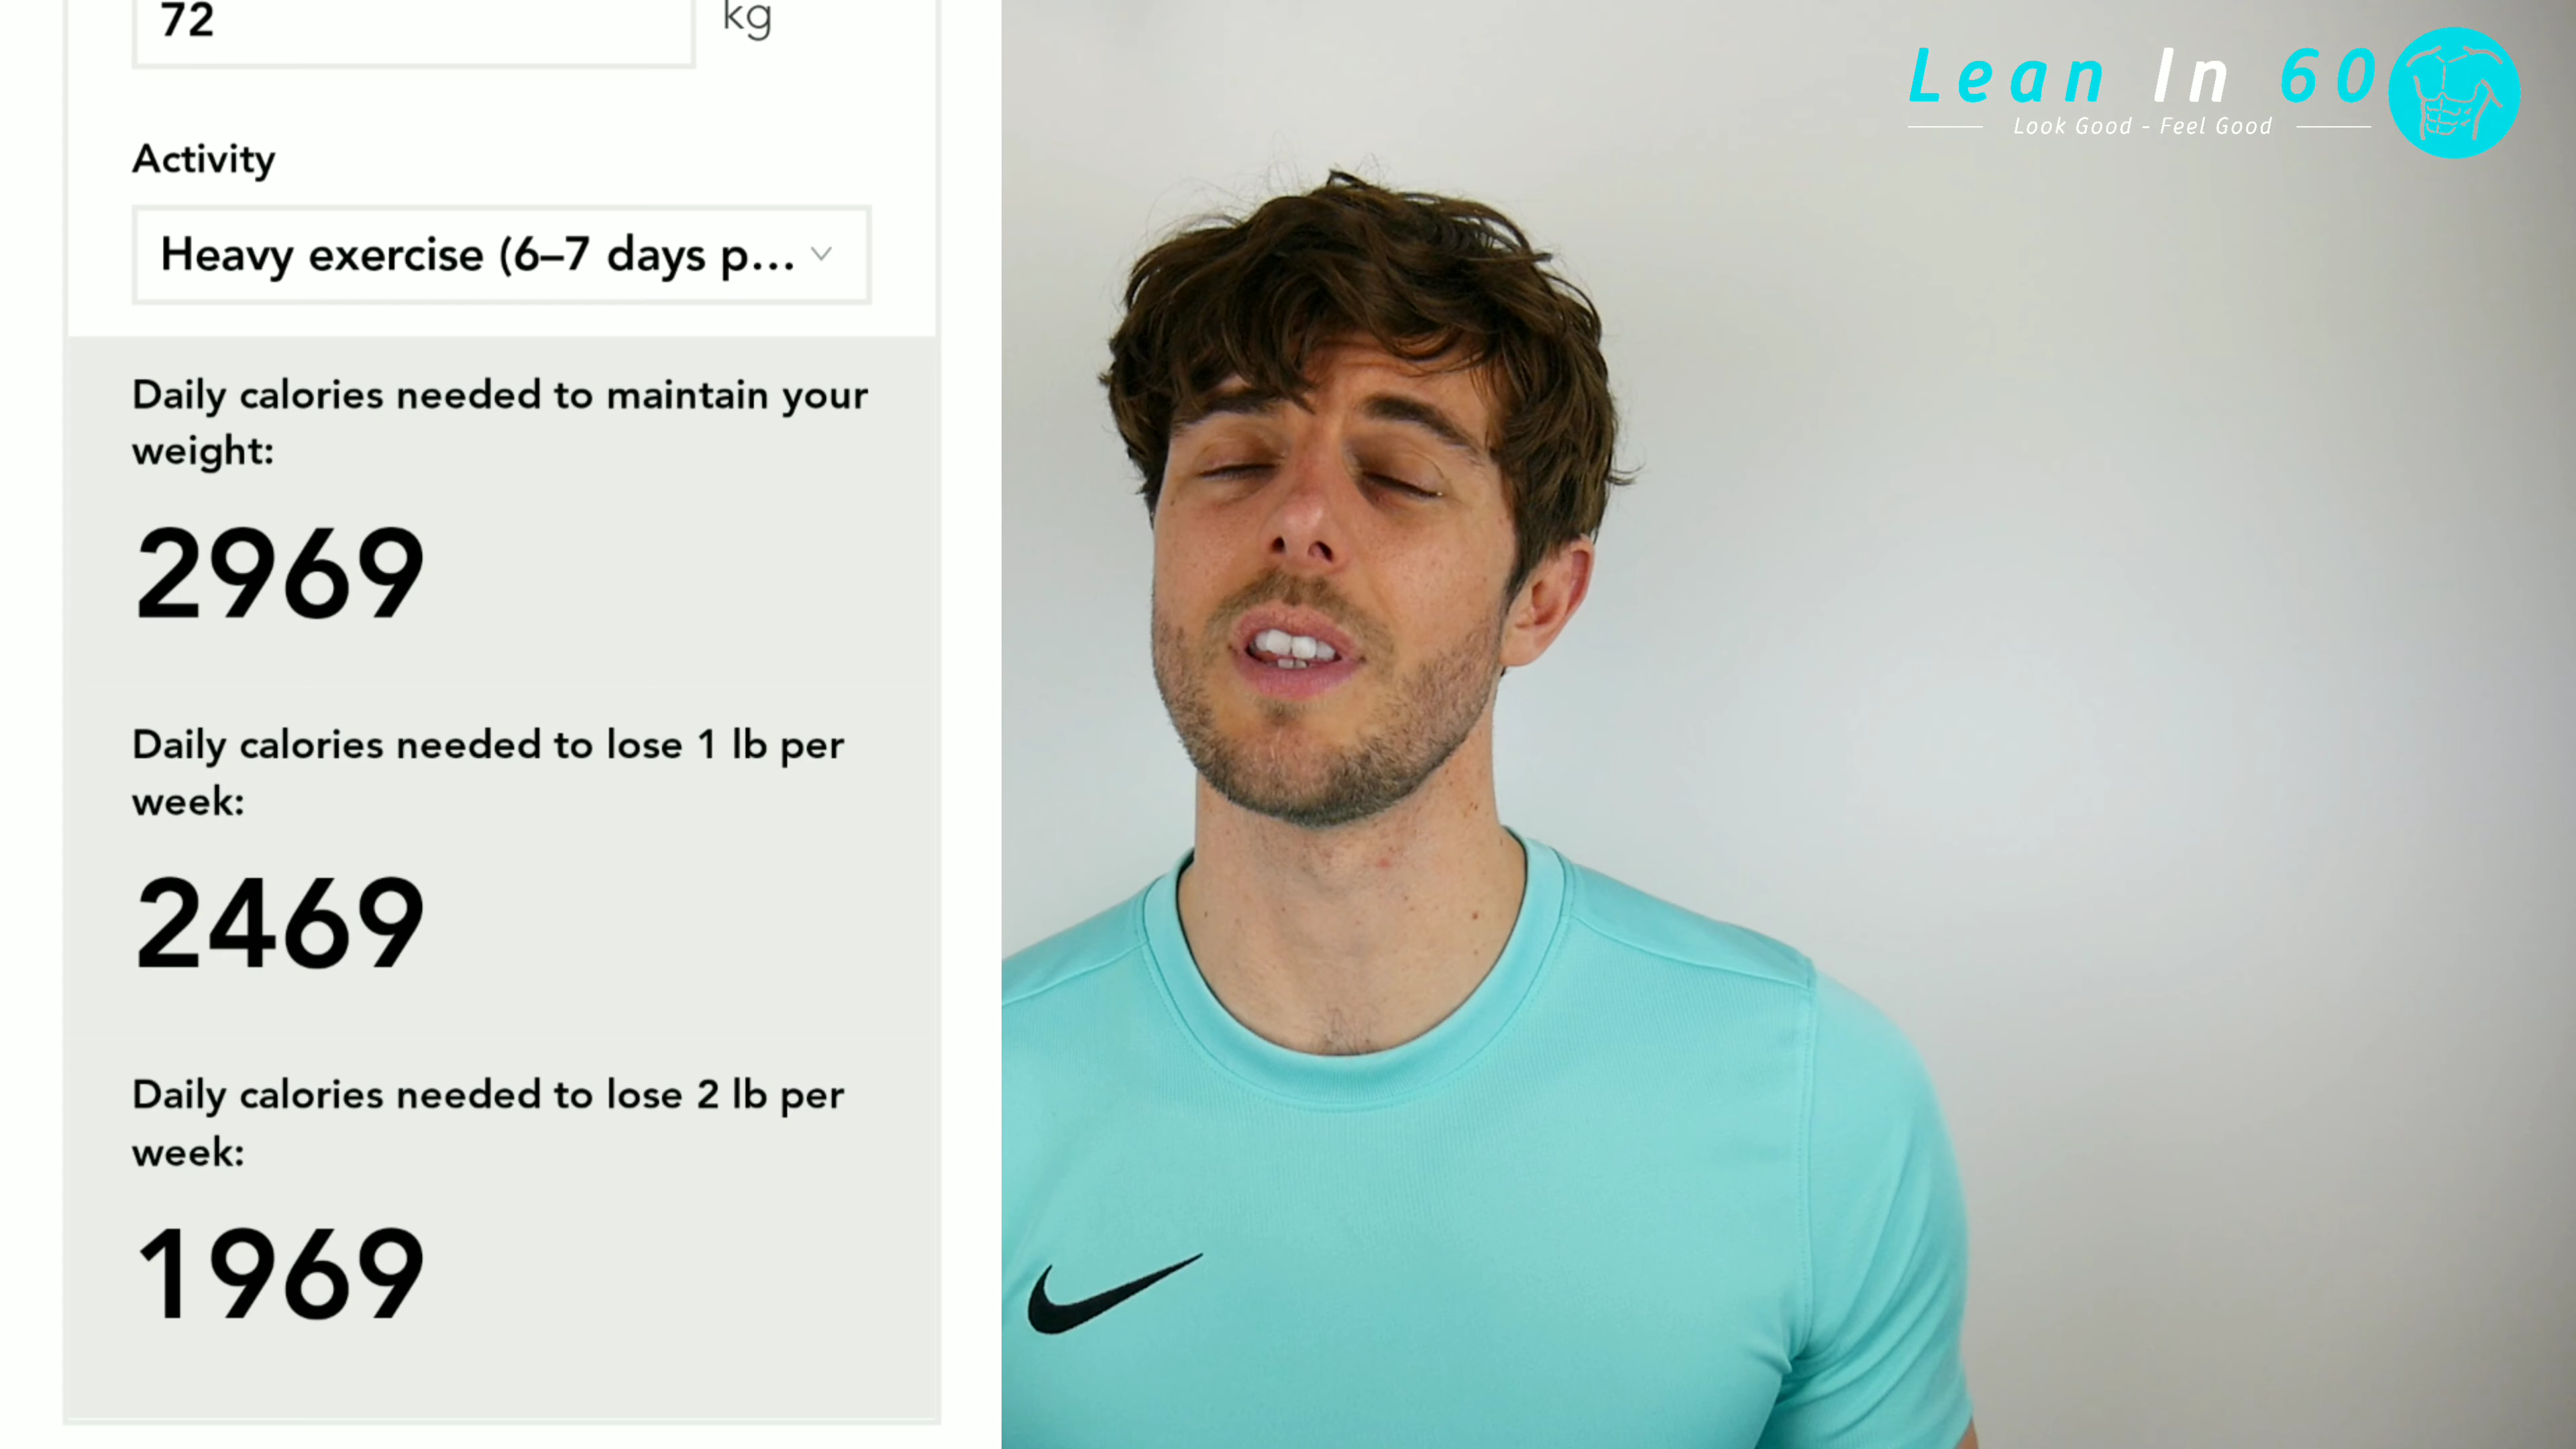 72
kg
Activity
Heavy exercise (6–7 days p...
Daily calories needed to maintain your
weight:
2969
Daily calories needed to lose 1 lb per
week:
2469
Daily calories needed to lose 2 lb per
week:
1969
Lean In 60
Look Good - Feel Good